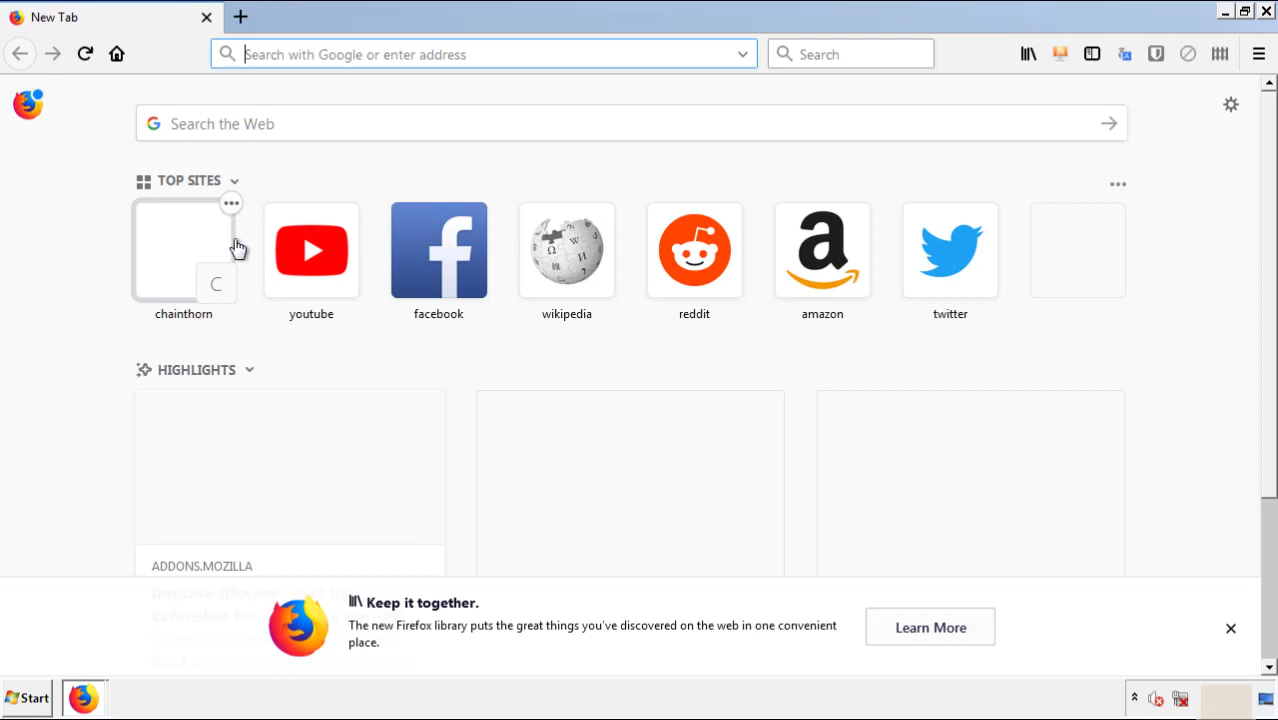 New Tab
Search with Google or enter address
Search
Search the Web
TOP SITES
C
chainthorn
youtube
facebook
wikipedia
reddit
amazon
twitter
HIGHLIGHTS
ADDONS.MOZILLA
Keep it together.
The new Firefox library puts the great things you've discovered on the web in one convenient
place.
Learn More
Start